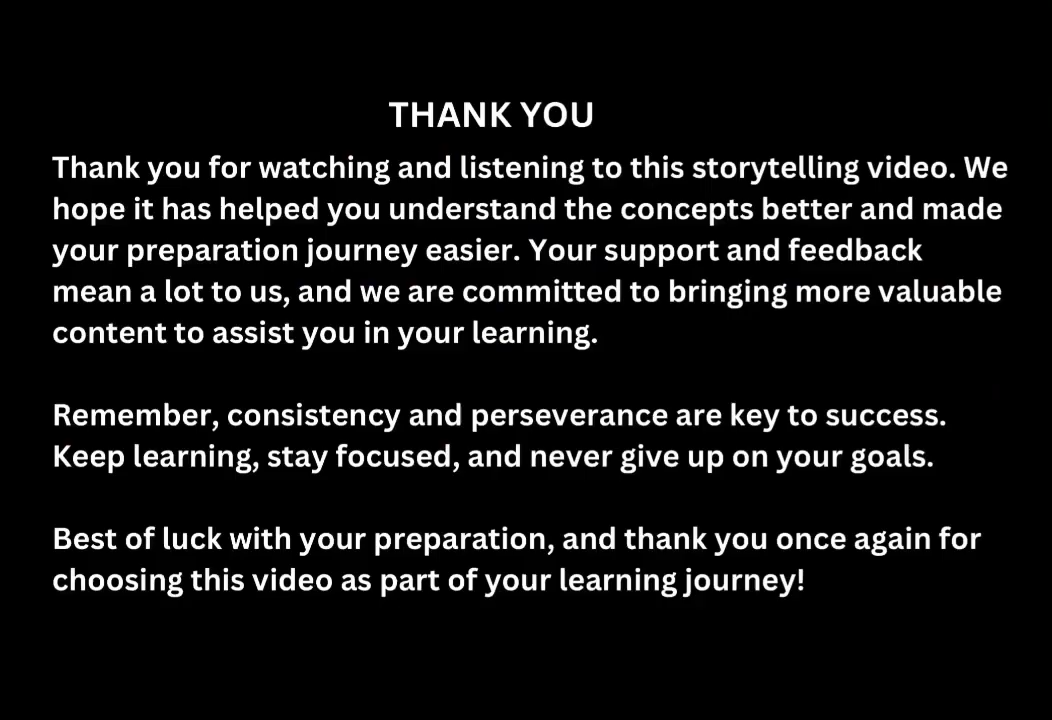 THANK YOU
Thank you for watching and listening to this storytelling video. We
hope it has helped you understand the concepts better and made
your preparation journey easier. Your support and feedback
mean a lot to us, and we are committed to bringing more valuable
content to assist you in your learning.
Remember, consistency and perseverance are key to success.
Keep learning, stay focused, and never give up on your goals.
Best of luck with your preparation, and thank you once again for
choosing this video as part of your learning journey!